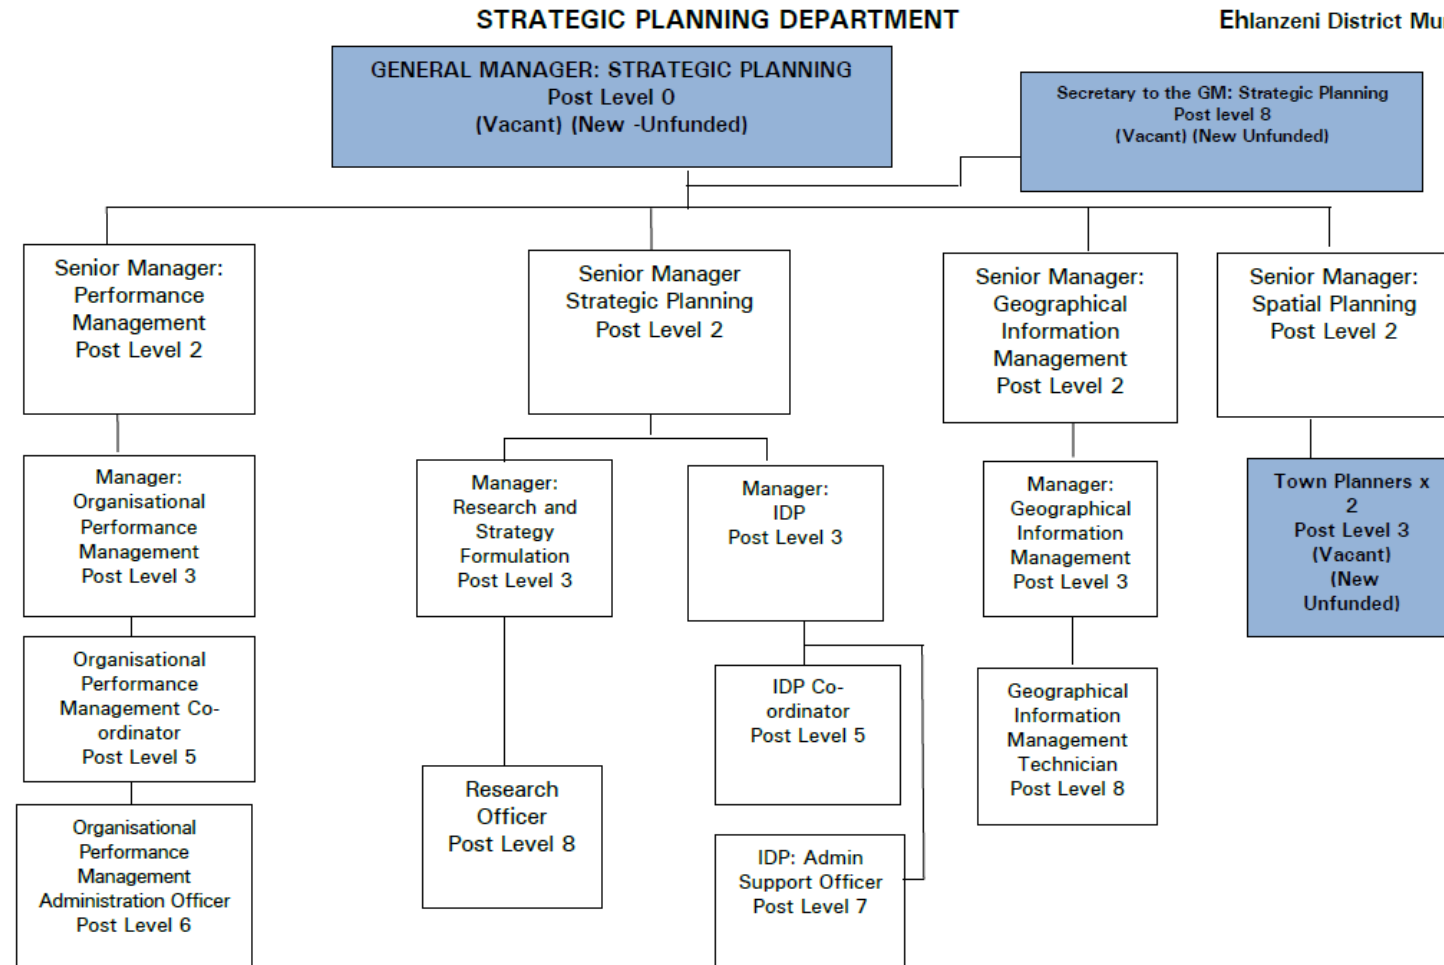 STRATEGIC PLANNING DEPARTMENT
Ehlanzeni District Mu
GENERAL MANAGER: STRATEGIC PLANNING
Post Level 0
(Vacant) (New -Unfunded)
Secretary to the GM: Strategic Planning
Post level 8
(Vacant) (New Unfunded)
Senior Manager:
Performance
Management
Post Level 2
Senior Manager
Strategic Planning
Post Level 2
Senior Manager:
Geographical
Information
Management
Post Level 2
Senior Manager:
Spatial Planning
Post Level 2
Manager:
Organisational
Performance
Management
Post Level 3
Manager:
Research and
Strategy
Formulation
Post Level 3
Manager:
IDP
Post Level 3
Manager:
Geographical
Information
Management
Post Level 3
Town Planners x
2
Post Level 3
(Vacant)
(New
Unfunded)
Organisational
Performance
Management Co-
ordinator
Post Level 5
IDP Co-
ordinator
Post Level 5
Geographical
Information
Management
Technician
Post Level 8
Research
Officer
Post Level 8
Organisational
Performance
Management
Administration Officer
Post Level 6
IDP: Admin
Support Officer
Post Level 7